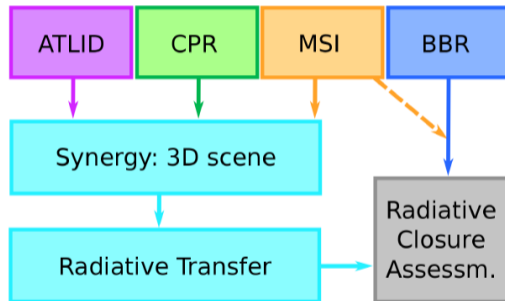 ATLID
CPR
MSI
BBR
Synergy: 3D scene
Radiative Transfer
Radiative
Closure
Assessm.